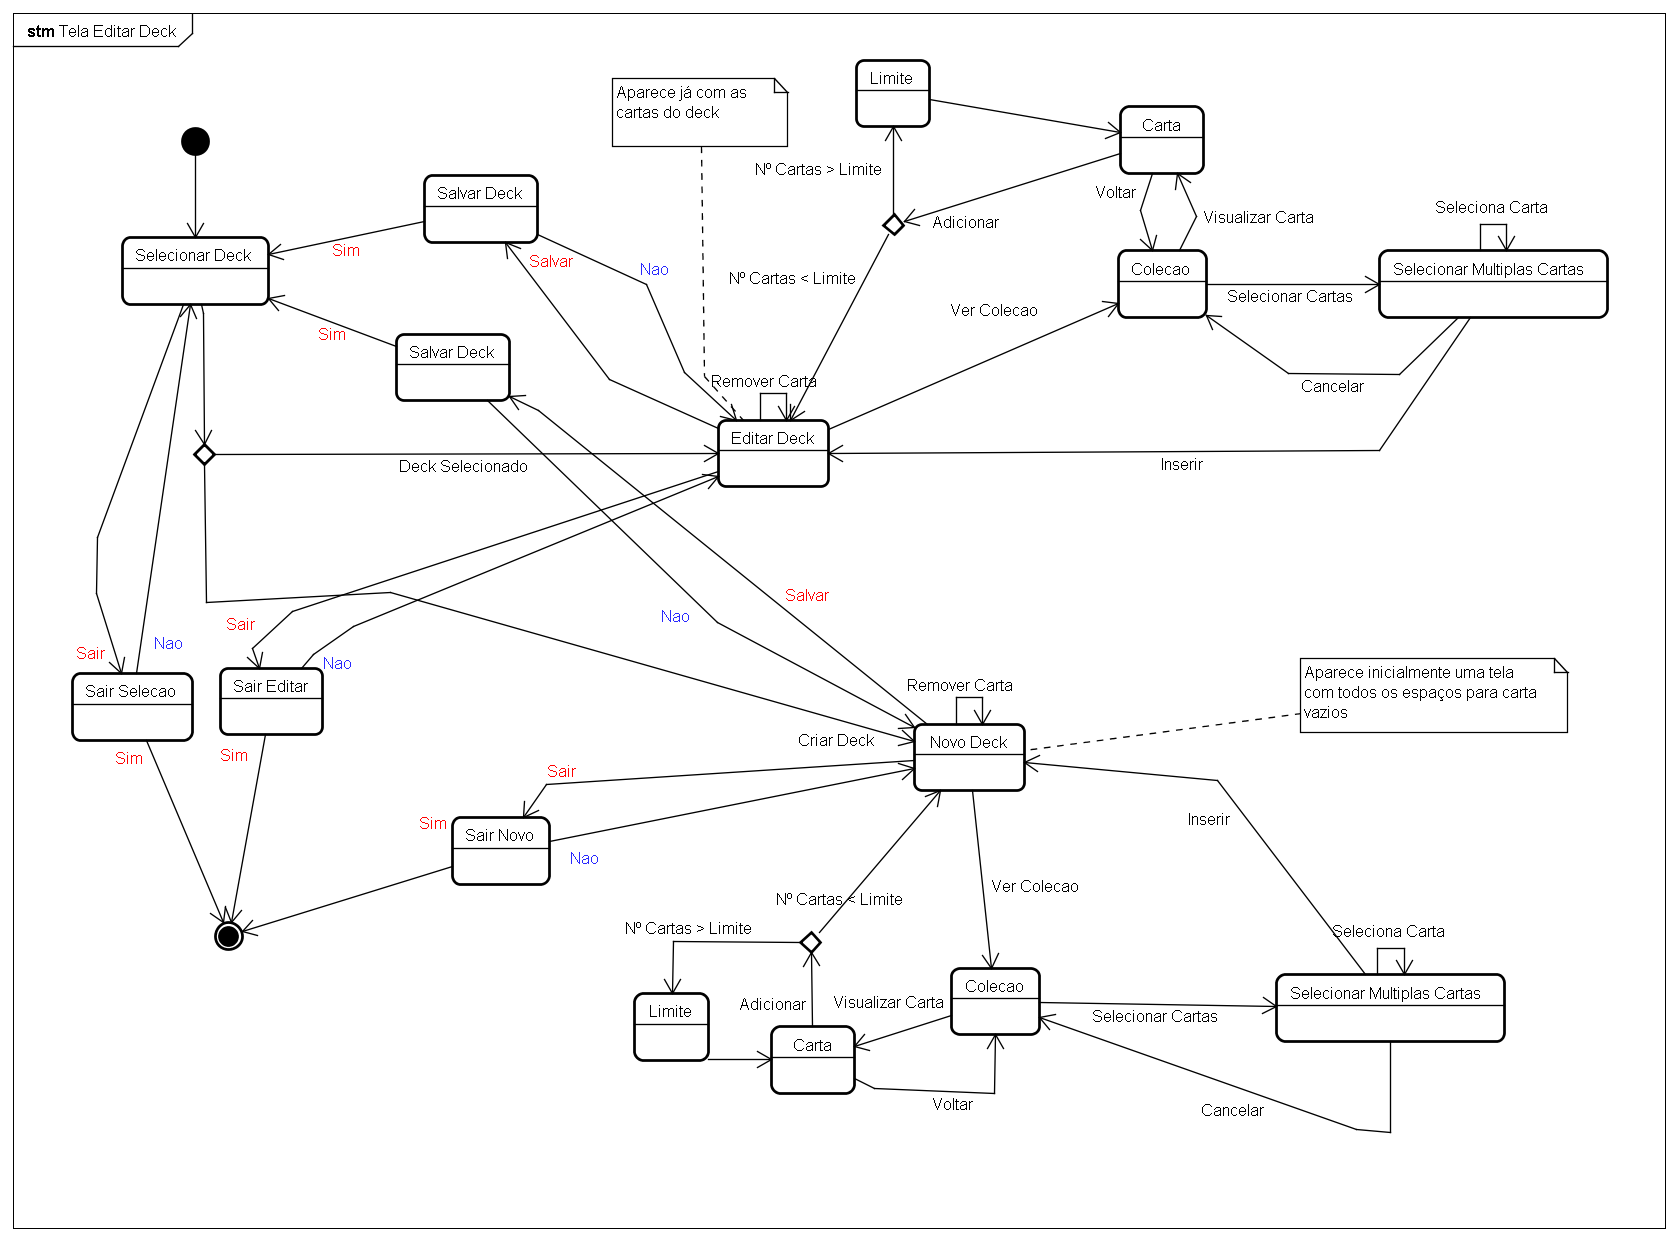 stm Tela Editar Deck
Aparece já com as
cartas do deck
Limite
Carta
Nº Cartas > Limite
Adicionar
Voltar
Visualizar Carta
Seleciona Carta
Salvar Deck
Sim
Salvar
Nao
Selecionar Deck
Nº Cartas < Limite
Colecao
Selecionar Cartas
Selecionar Multiplas Cartas
Ver Colecao
Cancelar
Sim
Salvar Deck
Remover Carta
Editar Deck
Deck Selecionado
Inserir
Salvar
Nao
Sair
Sair
Nao
Nao
Sair Selecao
Sair Editar
Sim
Sim
Aparece inicialmente uma tela
com todos os espaços para carta
vazios
Remover Carta
Criar Deck
Novo Deck
Sair
Sim
Sair Novo
Nao
Inserir
Ver Colecao
Nº Cartas < Limite
Nº Cartas > Limite
Seleciona Carta
Limite
Adicionar
Visualizar Carta
Colecao
Selecionar Cartas
Selecionar Multiplas Cartas
Carta
Voltar
Cancelar